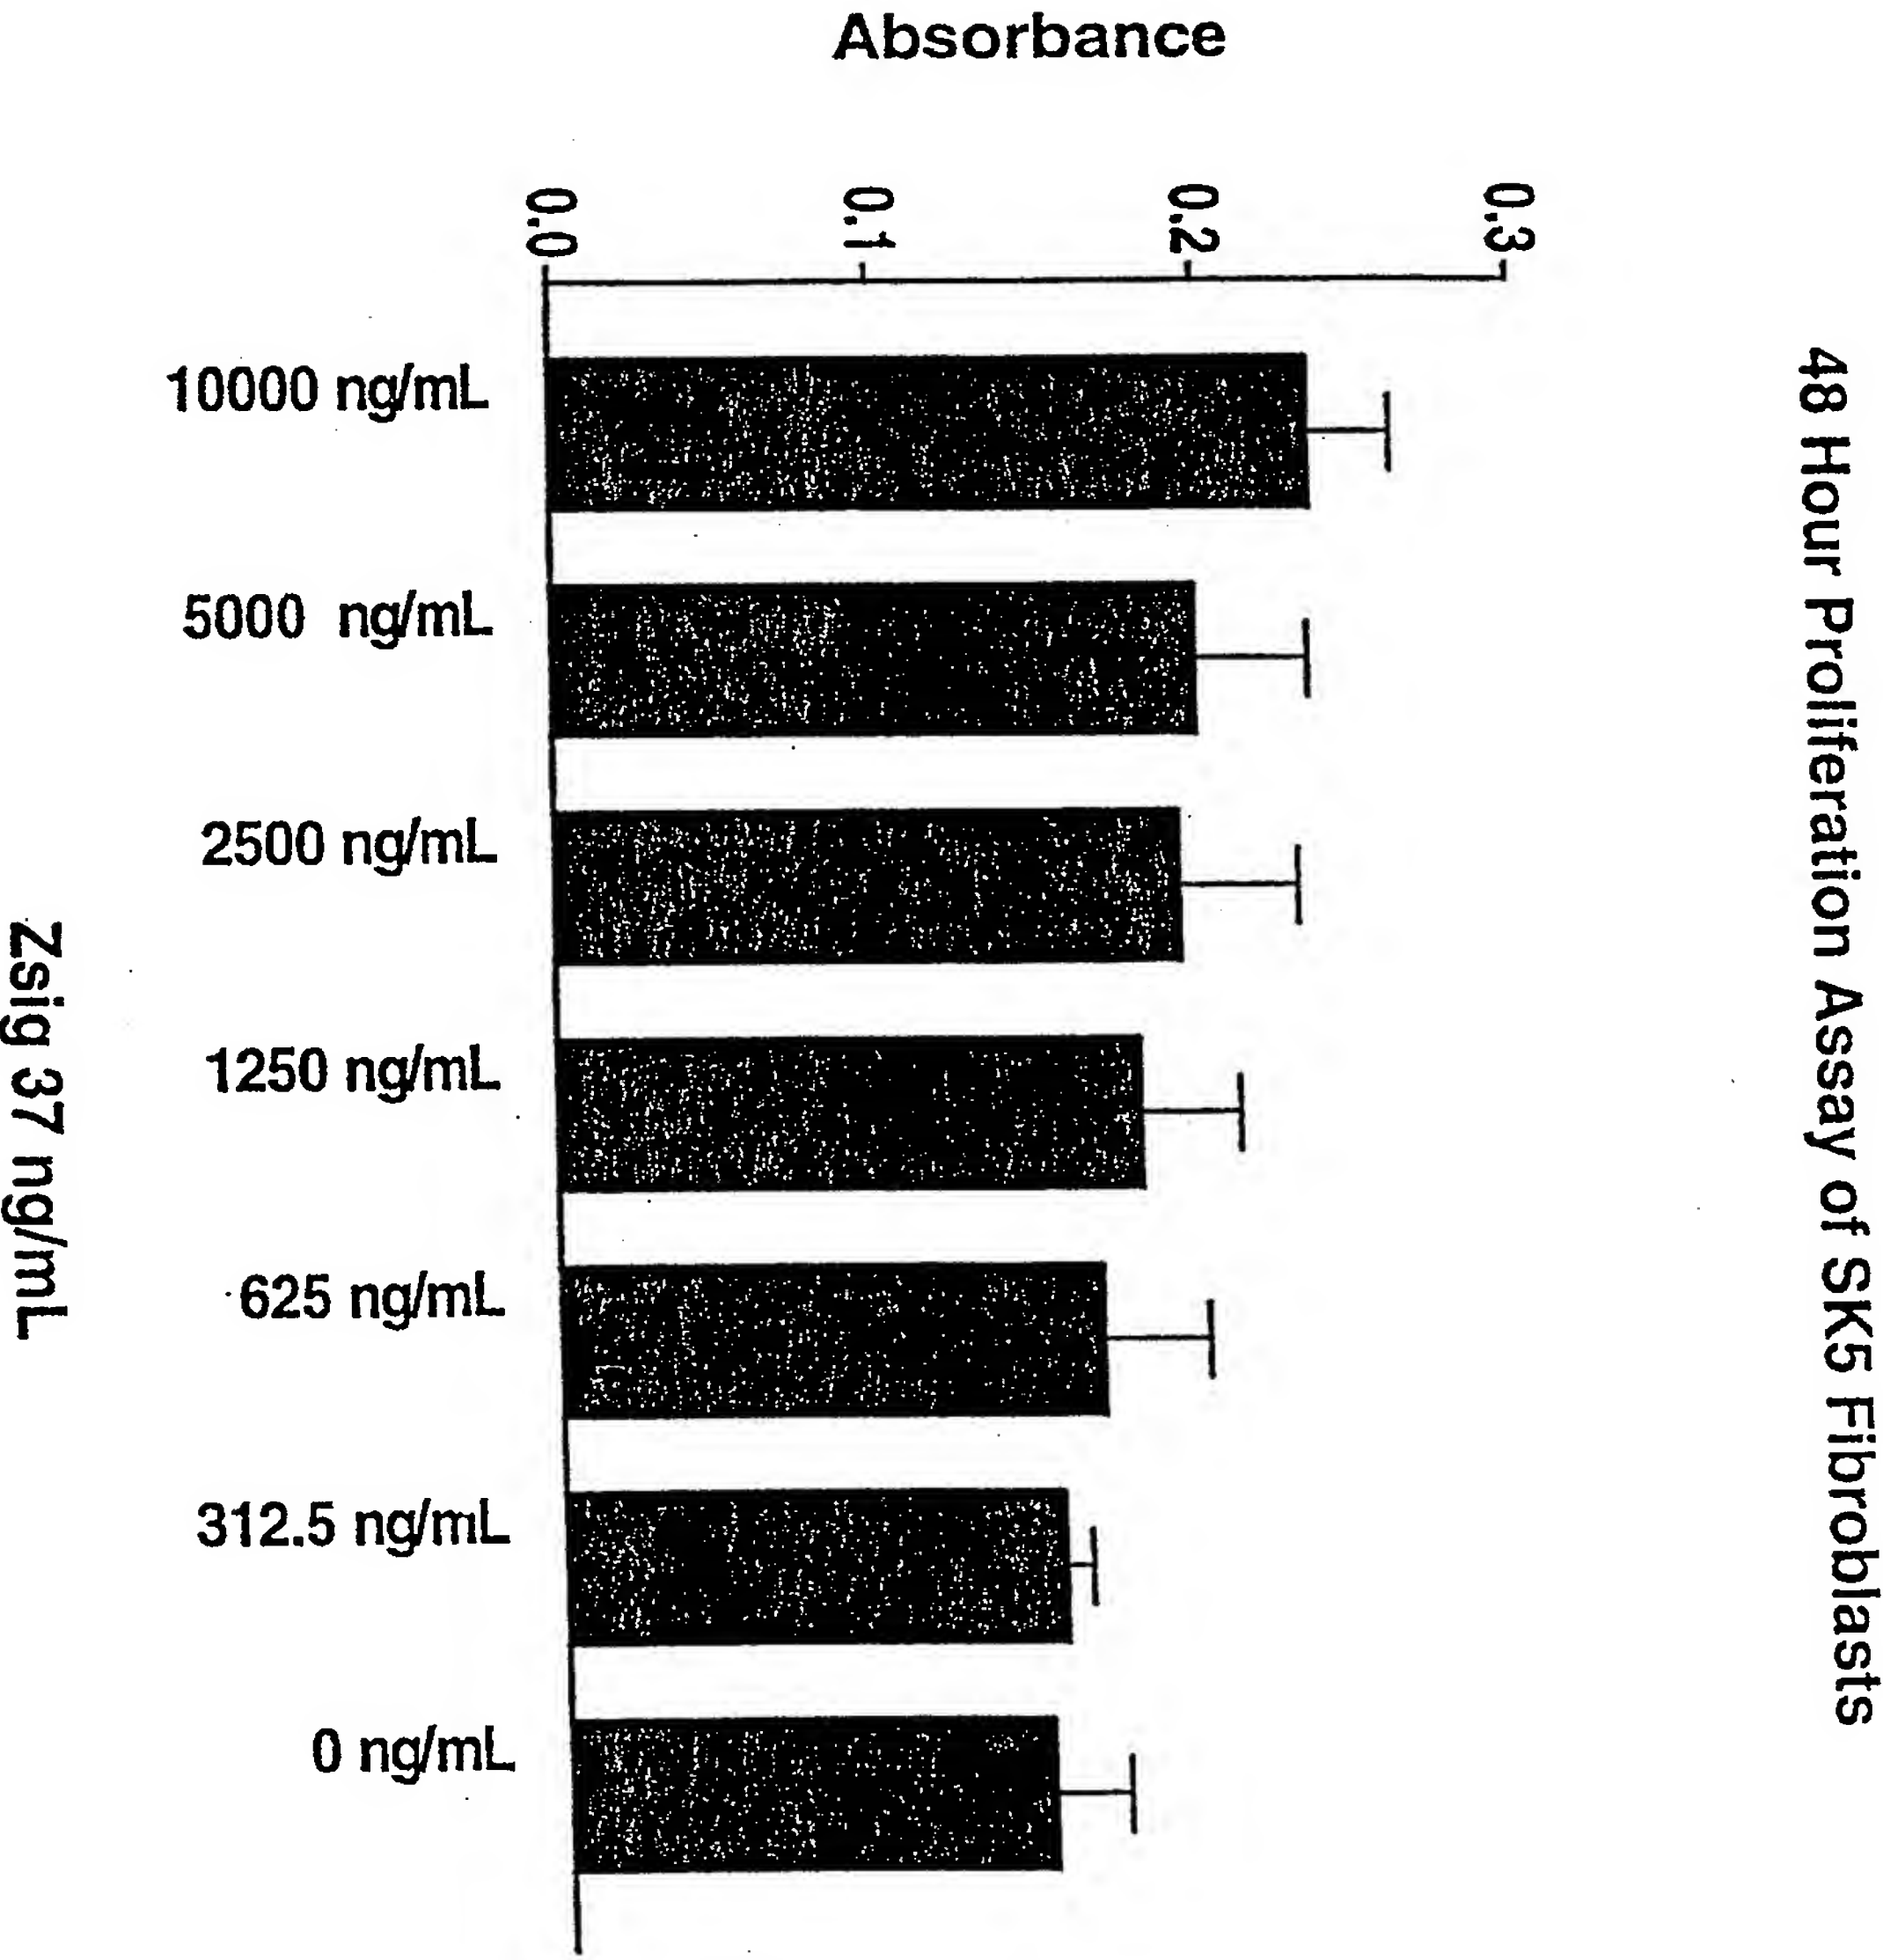 48 Hour Proliferation Assay of SK5 Fibroblasts
Absorbance
0.3
0.2
0.1
0.0
10000 ng/mL
5000 ng/mL
2500 ng/mL
1250 ng/mL
625 ng/mL
312.5 ng/mL
0 ng/mL
Zsig 37 ng/mL